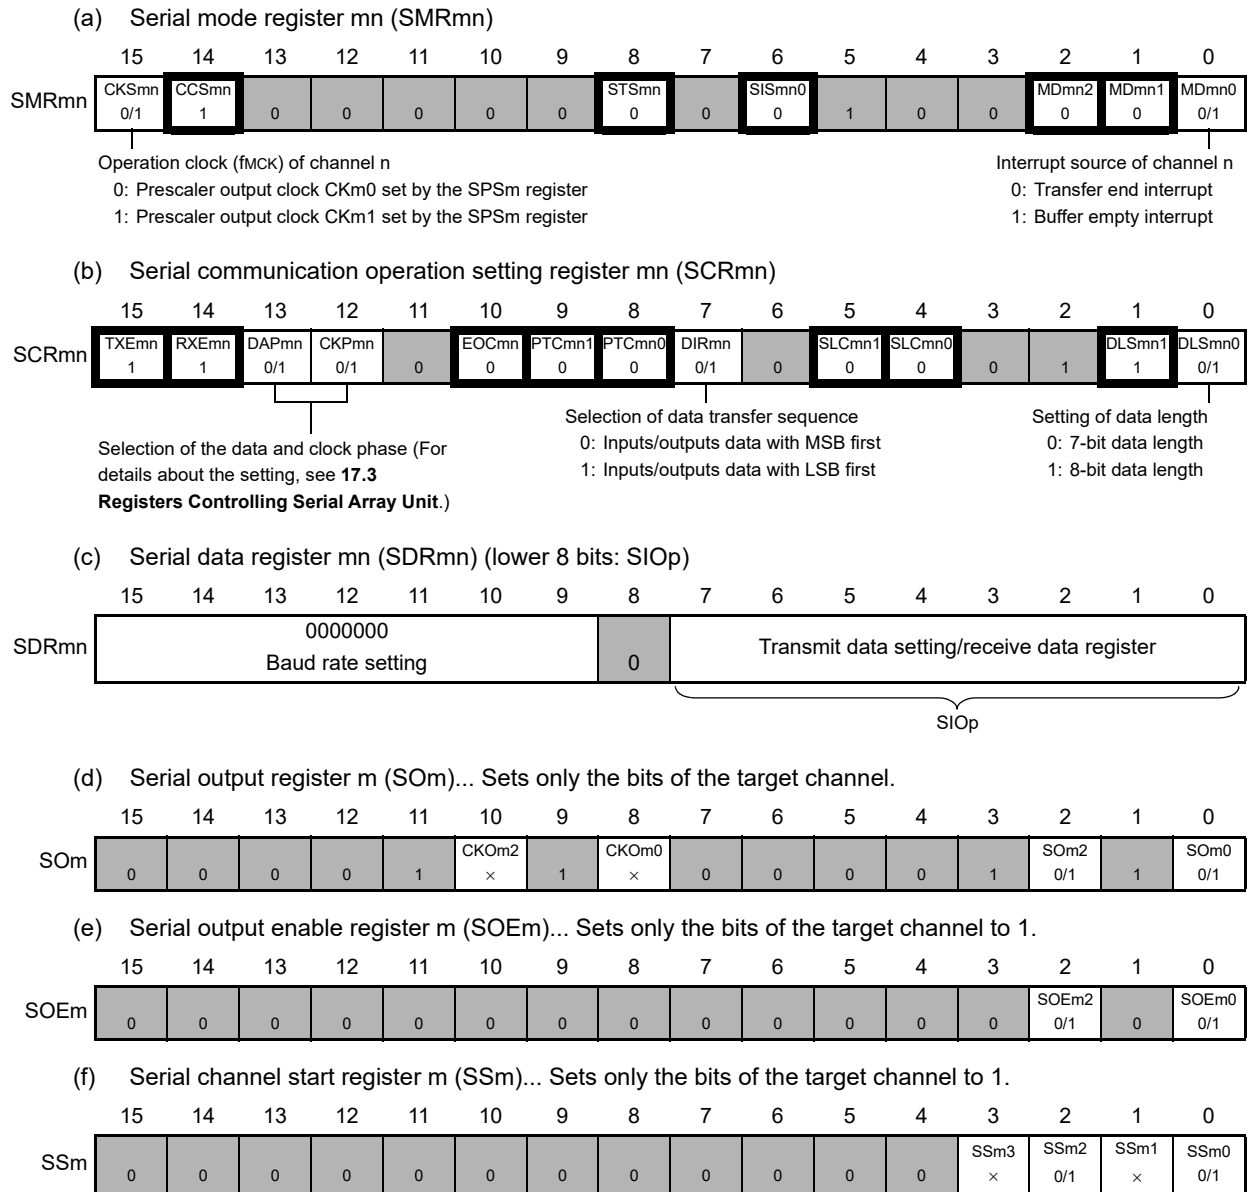 (a) Serial mode register mn (SMRmn)
15 14 13 12 11 10 9 8 7 6 5 4 3 2 1 0
SMRmn CKSmn CCSmn STSmn SISmn0 MDmn2 MDmn1 MDmn0
0/1 1 0 0 0 0 0 0 0 0 1 0 0 0 0 0/1
Operation clock (fMCK) of channel n Interrupt source of channel n
0: Prescaler output clock CKm0 set by the SPSm register 0: Transfer end interrupt
1: Prescaler output clock CKm1 set by the SPSm register 1: Buffer empty interrupt
(b) Serial communication operation setting register mn (SCRmn)
15 14 13 12 11 10 9 8 7 6 5 4 3 2 1 0
SCRmn TXEmn RXEmn DAPmn CKPmn EOCmn PTCmn1 PTCmn0 DIRmn SLCmn1 SLCmn0 DLSmn1 DLSmn0
1 1 0/1 0/1 0 0 0 0 0/1 0 0 0 0 1 1 0/1
Selection of data transfer sequence Setting of data length
0: Inputs/outputs data with MSB first 0: 7-bit data length
1: Inputs/outputs data with LSB first 1: 8-bit data length
Selection of the data and clock phase (For
details about the setting, see 17.3
Registers Controlling Serial Array Unit.)
(c) Serial data register mn (SDRmn) (lower 8 bits: SIOp)
15 14 13 12 11 10 9 8 7 6 5 4 3 2 1 0
SDRmn 0000000 Transmit data setting/receive data register
Baud rate setting 0
SIOp
(d) Serial output register m (SOm)... Sets only the bits of the target channel.
15 14 13 12 11 10 9 8 7 6 5 4 3 2 1 0
SOm CKOm2 CKOm0 SOm2 SOm0
0 0 0 0 1 × 1 × 0 0 0 0 1 0/1 1 0/1
(e) Serial output enable register m (SOEm)... Sets only the bits of the target channel to 1.
15 14 13 12 11 10 9 8 7 6 5 4 3 2 1 0
SOEm SOEm2 SOEm0
0 0 0 0 0 0 0 0 0 0 0 0 0 0/1 0 0/1
(f) Serial channel start register m (SSm)... Sets only the bits of the target channel to 1.
15 14 13 12 11 10 9 8 7 6 5 4 3 2 1 0
SSm SSm3 SSm2 SSm1 SSm0
0 0 0 0 0 0 0 0 0 0 0 0 × 0/1 × 0/1